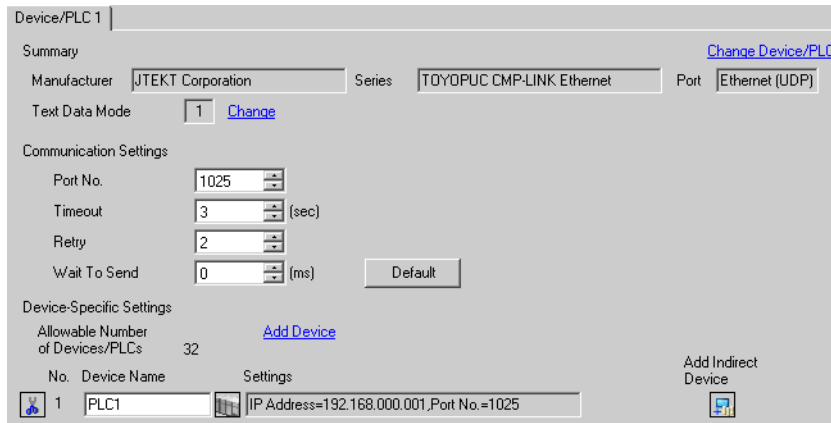 Device/PLC 1
Summary Change Device/PLC
Manufacturer JTEKT Corporation Series TOYOPUC CMP-LINK Ethernet Port Ethernet (UDP)
Text Data Mode 1 Change
Communication Settings
Port No. 1025
Timeout 3 (sec)
Retry 2
Wait To Send 0 (ms) Default
Device-Specific Settings
Allowable Number
of Devices/PLCs 32 Add Device
Add Indirect
Device
No. Device Name Settings
1 PLC1 IP Address=192.168.000.001,Port No.=1025